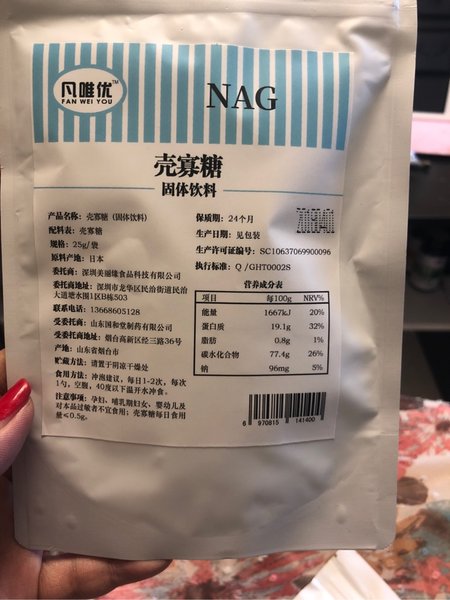 凡唯优™
FAN WEI YOU
NAG
壳寡糖
固体饮料
产品名称：壳寡糖（固体饮料）
配料表：壳寡糖
规格：25g/袋
原料产地：日本
委托商：深圳美丽缘食品科技有限公司
委托商地址：深圳市龙华区民治街道民治
大道塘水围1区B栋503
联系电话：13668605128
受委托商：山东国和堂制药有限公司
受委托商地址：烟台高新区经三路36号
产地：山东省烟台市
贮藏方法：请置于阴凉干燥处
食用方法：冲泡建议，每日1-2次，每次
1勺，空腹，40度以下温开水冲食。
注意事项：孕妇、哺乳期妇女、婴幼儿及
对本品过敏者不宜食用；壳寡糖每日食用
量≤0.5g。
保质期：24个月
生产日期：见包装
20190401
生产许可证编号：SC10637069900096
执行标准：Q /GHT0002S
营养成分表
项目 每100g NRV%
能量 1667kJ 20%
蛋白质 19.1g 32%
脂肪 0.8g 1%
碳水化合物 77.4g 26%
钠 96mg 5%
6 970815 141400